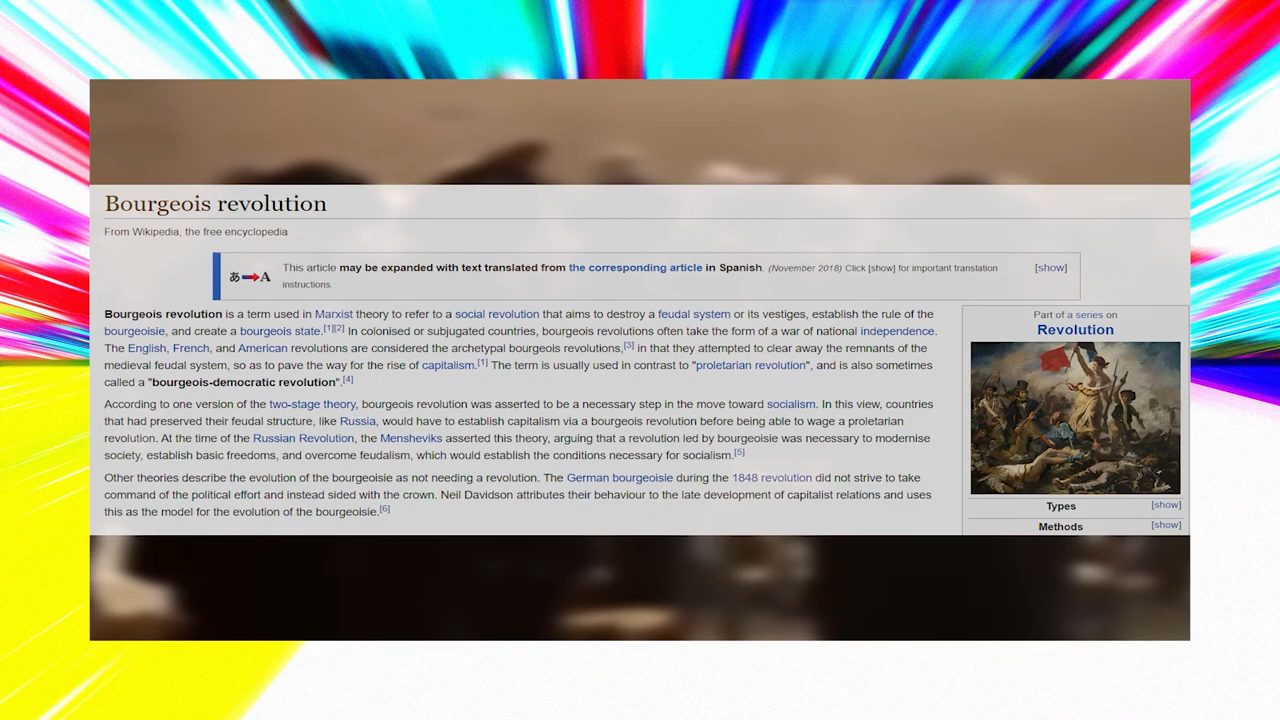 Bourgeois revolution
From Wikipedia, the free encyclopedia
あ A
This article may be expanded with text translated from the corresponding article in Spanish. (November 2018) Click [show] for important translation
instructions.
[show]
Bourgeois revolution is a term used in Marxist theory to refer to a social revolution that aims to destroy a feudal system or its vestiges, establish the rule of the
bourgeoisie, and create a bourgeois state.[1][2] In colonised or subjugated countries, bourgeois revolutions often take the form of a war of national independence.
The English, French, and American revolutions are considered the archetypal bourgeois revolutions,[3] in that they attempted to clear away the remnants of the
medieval feudal system, so as to pave the way for the rise of capitalism.[1] The term is usually used in contrast to "proletarian revolution", and is also sometimes
called a "bourgeois-democratic revolution".[4]
According to one version of the two-stage theory, bourgeois revolution was asserted to be a necessary step in the move toward socialism. In this view, countries
that had preserved their feudal structure, like Russia, would have to establish capitalism via a bourgeois revolution before being able to wage a proletarian
revolution. At the time of the Russian Revolution, the Mensheviks asserted this theory, arguing that a revolution led by bourgeoisie was necessary to modernise
society, establish basic freedoms, and overcome feudalism, which would establish the conditions necessary for socialism.[5]
Other theories describe the evolution of the bourgeoisie as not needing a revolution. The German bourgeoisie during the 1848 revolution did not strive to take
command of the political effort and instead sided with the crown. Neil Davidson attributes their behaviour to the late development of capitalist relations and uses
this as the model for the evolution of the bourgeoisie.[6]
Part of a series on
Revolution
Types [show]
Methods [show]